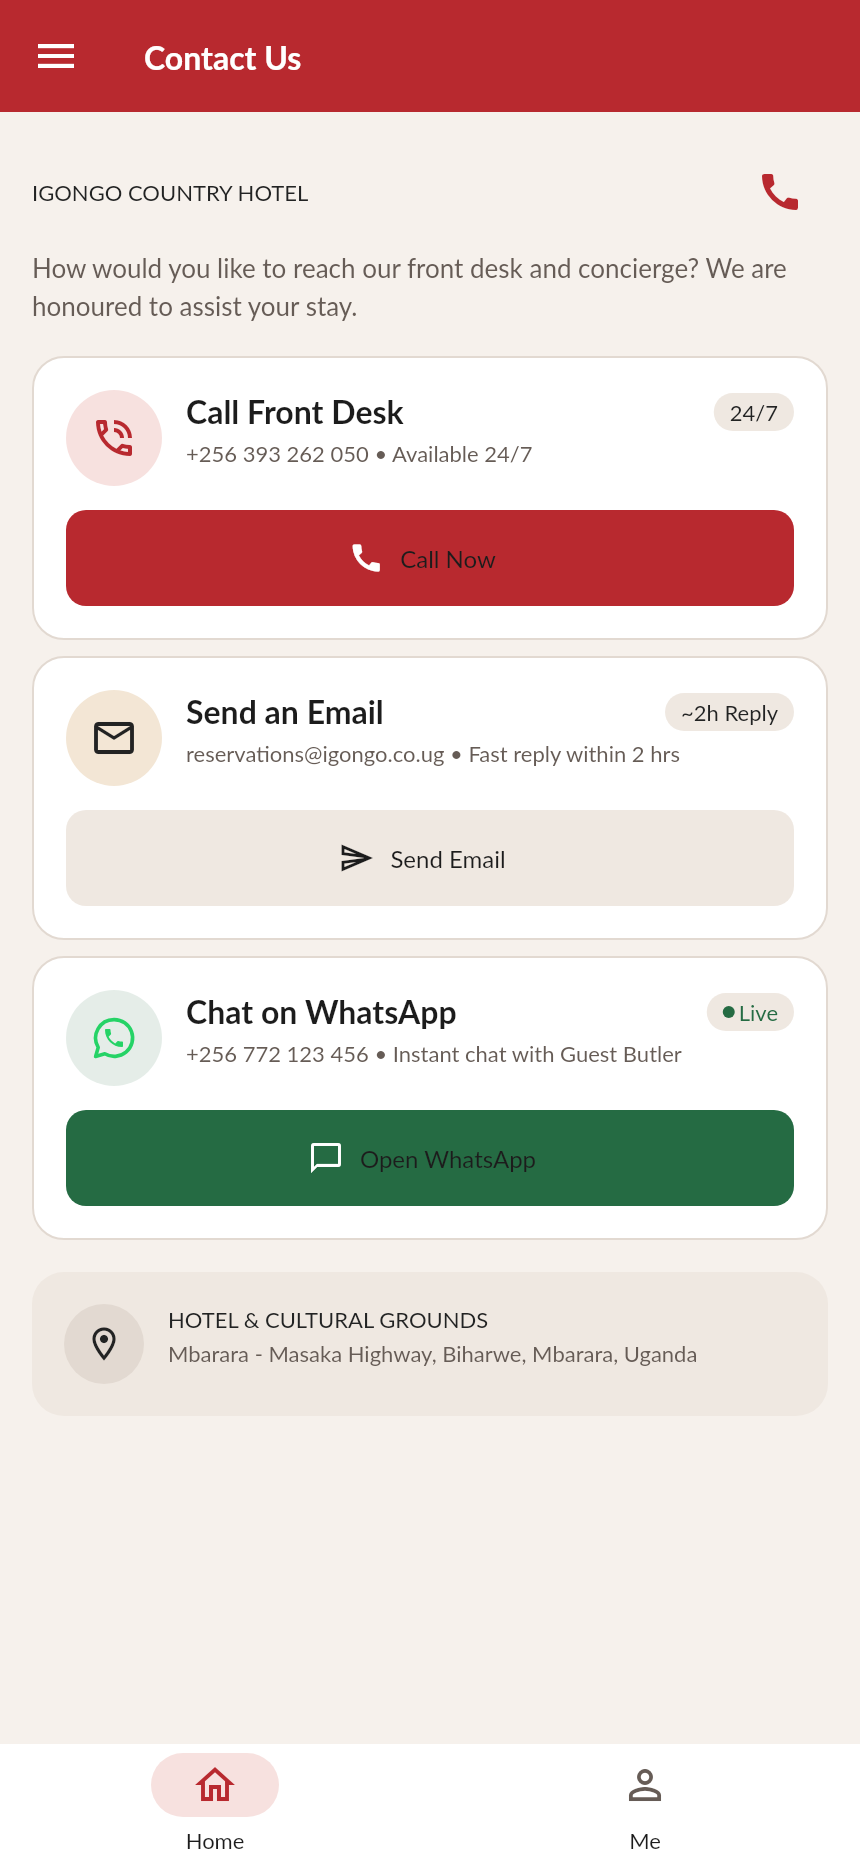 Contact Us
IGONGO COUNTRY HOTEL
How would you like to reach our front desk and concierge? We are
honoured to assist your stay.
Call Front Desk
24/7
+256 393 262 050 • Available 24/7
Call Now
Send an Email
~2h Reply
reservations@igongo.co.ug • Fast reply within 2 hrs
Send Email
Chat on WhatsApp
Live
+256 772 123 456 • Instant chat with Guest Butler
Open WhatsApp
HOTEL & CULTURAL GROUNDS
Mbarara - Masaka Highway, Biharwe, Mbarara, Uganda
Home
Me